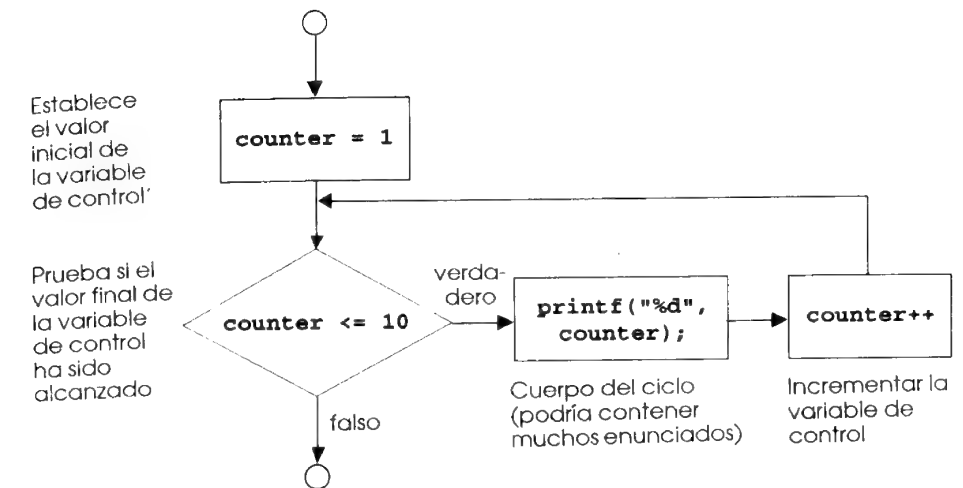 Establece
el valor
inicial de
la variable
de control
counter = 1
Prueba si el
valor final de
la variable
de control
ha sido
alcanzado
counter <= 10
verda-
dero
printf("%d",
counter);
counter++
Cuerpo del ciclo
(podría contener
muchos enunciados)
Incrementar la
variable de
control
falso